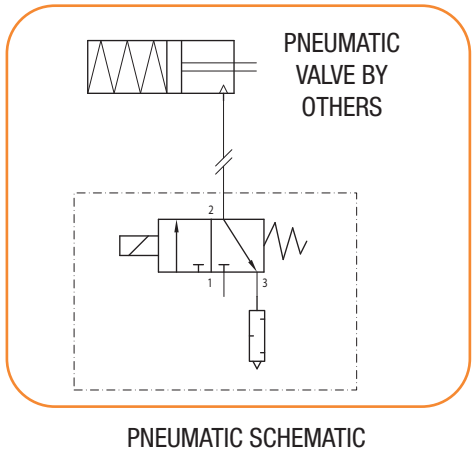 PNEUMATIC
VALVE BY
OTHERS
2
1
3
PNEUMATIC SCHEMATIC